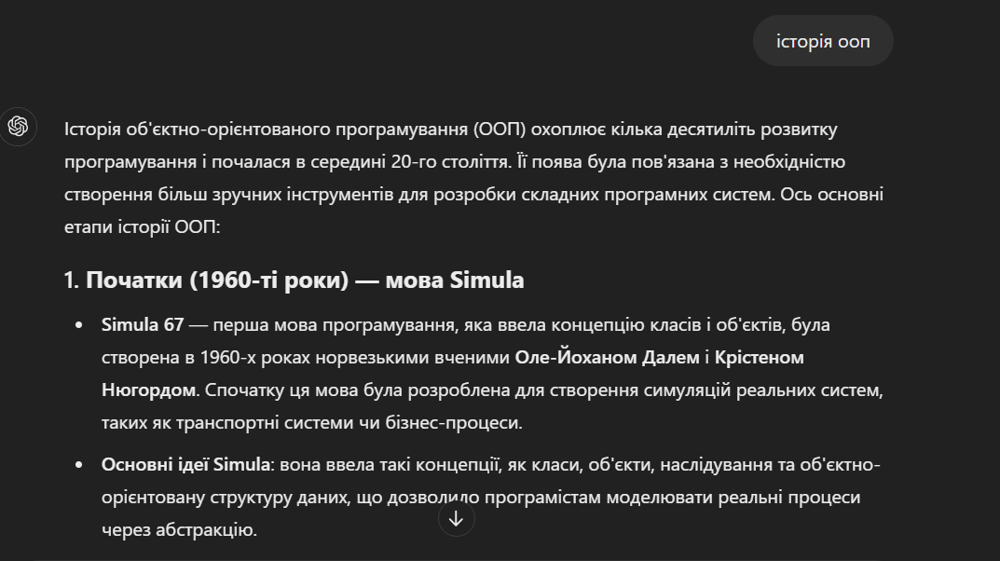 історія ооп
Історія об'єктно-орієнтованого програмування (ООП) охоплює кілька десятиліть розвитку
програмування і почалася в середині 20-го століття. Її поява була пов'язана з необхідністю
створення більш зручних інструментів для розробки складних програмних систем. Ось основні
етапи історії ООП:
1. Початки (1960-ті роки) — мова Simula
• Simula 67 — перша мова програмування, яка ввела концепцію класів і об'єктів, була
створена в 1960-х роках норвезькими вченими Оле-Йоханом Далем і Крістеном
Нюгордом. Спочатку ця мова була розроблена для створення симуляцій реальних систем,
таких як транспортні системи чи бізнес-процеси.
• Основні ідеї Simula: вона ввела такі концепції, як класи, об'єкти, наслідування та об'єктно-
орієнтовану структуру даних, що дозволило програмістам моделювати реальні процеси
через абстракцію.